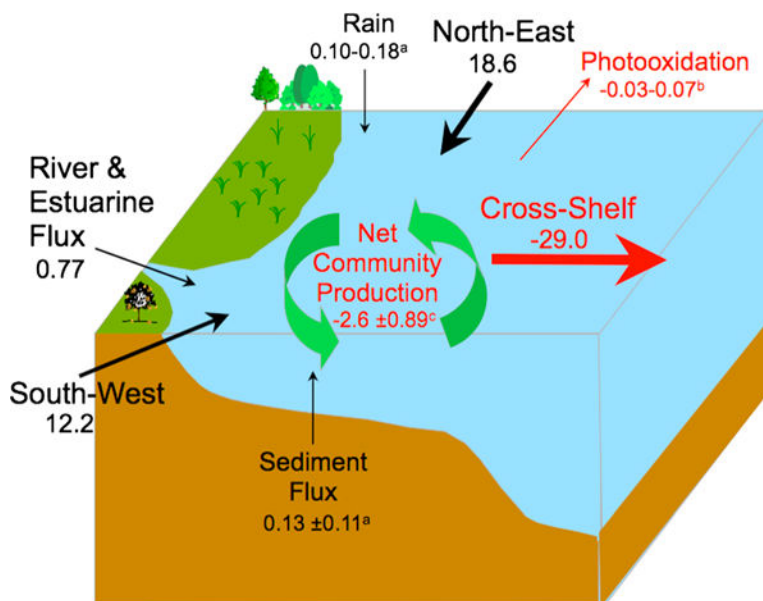 Rain
0.10-0.18ᵃ
North-East
18.6
Photooxidation
-0.03-0.07ᵇ
River &
Estuarine
Flux
0.77
Net
Community
Production
-2.6 ±0.89ᶜ
Cross-Shelf
-29.0
South-West
12.2
Sediment
Flux
0.13 ±0.11ᵃ